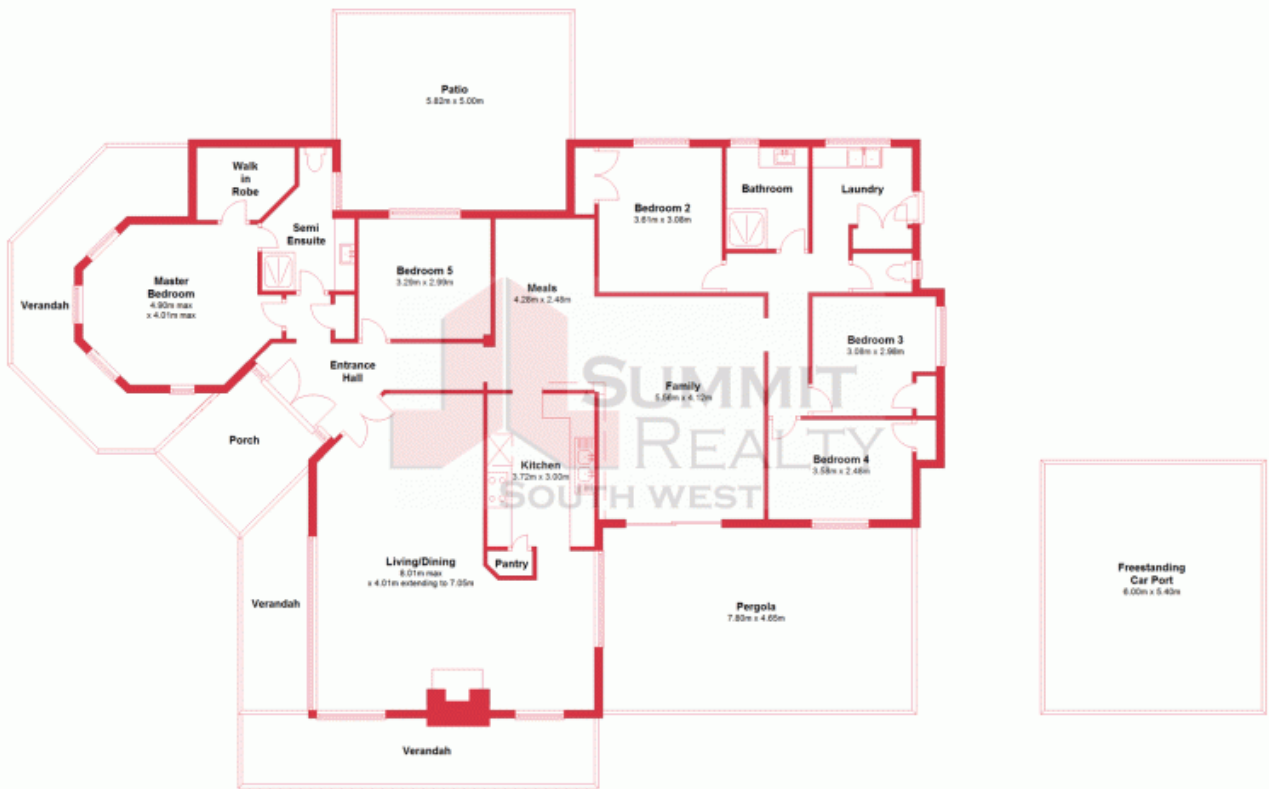 Patio
5.82m x 5.00m
Walk
in
Robe
Semi
Ensuite
Bedroom 2
3.61m x 3.08m
Bathroom
Laundry
Master
Bedroom
4.90m max
x 4.01m max
Verandah
Bedroom 5
3.29m x 2.99m
Meals
4.28m x 2.48m
Entrance
Hall
Family
5.56m x 4.12m
Bedroom 3
3.08m x 2.98m
SUMMIT
REALTY
SOUTH WEST
Porch
Kitchen
3.72m x 3.00m
Bedroom 4
3.58m x 2.48m
Living/Dining
8.01m max
x 4.01m extending to 7.05m
Pantry
Verandah
Pergola
7.80m x 4.65m
Freestanding
Car Port
6.00m x 5.40m
Verandah